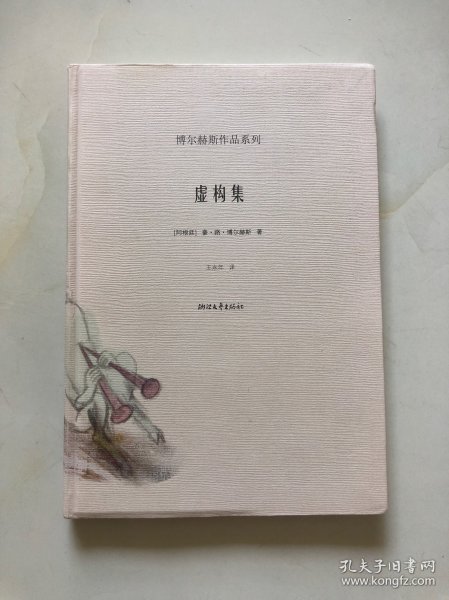 博尔赫斯作品系列
虚构集
[阿根廷] 豪·路·博尔赫斯 著
王永年 译
浙江文艺出版社
孔夫子旧书网
www.kongfz.com